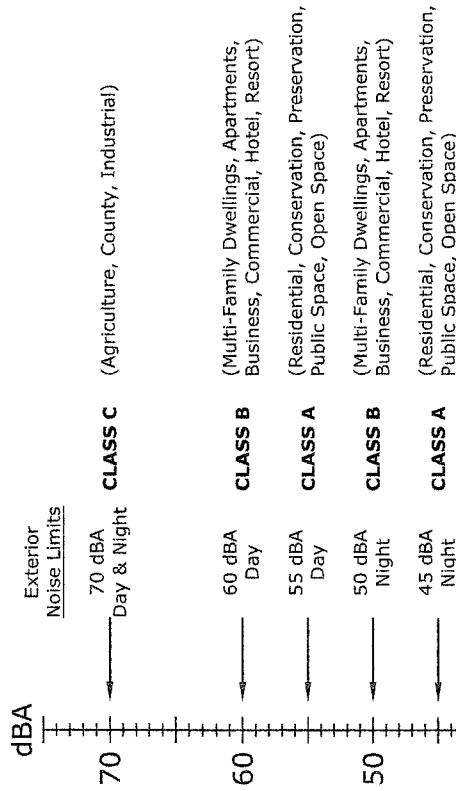 dBA
Exterior
Noise Limits
70
70 dBA
Day & Night
CLASS C
(Agriculture, County, Industrial)
60
60 dBA
Day
CLASS B
(Multi-Family Dwellings, Apartments,
Business, Commercial, Hotel, Resort)
55 dBA
Day
CLASS A
(Residential, Conservation, Preservation,
Public Space, Open Space)
50
50 dBA
Night
CLASS B
(Multi-Family Dwellings, Apartments,
Business, Commercial, Hotel, Resort)
45 dBA
Night
CLASS A
(Residential, Conservation, Preservation,
Public Space, Open Space)